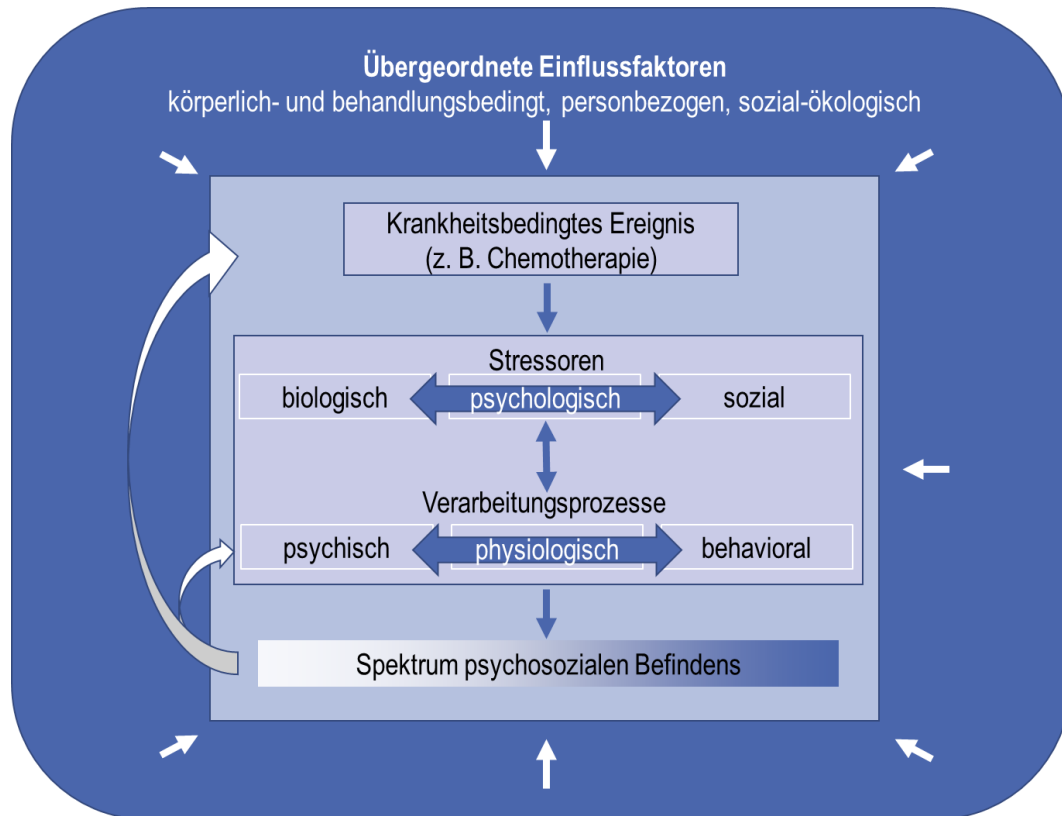 Übergeordnete Einflussfaktoren
körperlich- und behandlungsbedingt, personbezogen, sozial-ökologisch
Krankheitsbedingtes Ereignis
(z. B. Chemotherapie)
Stressoren
biologisch psychologisch sozial
Verarbeitungsprozesse
psychisch physiologisch behavioral
Spektrum psychosozialen Befindens